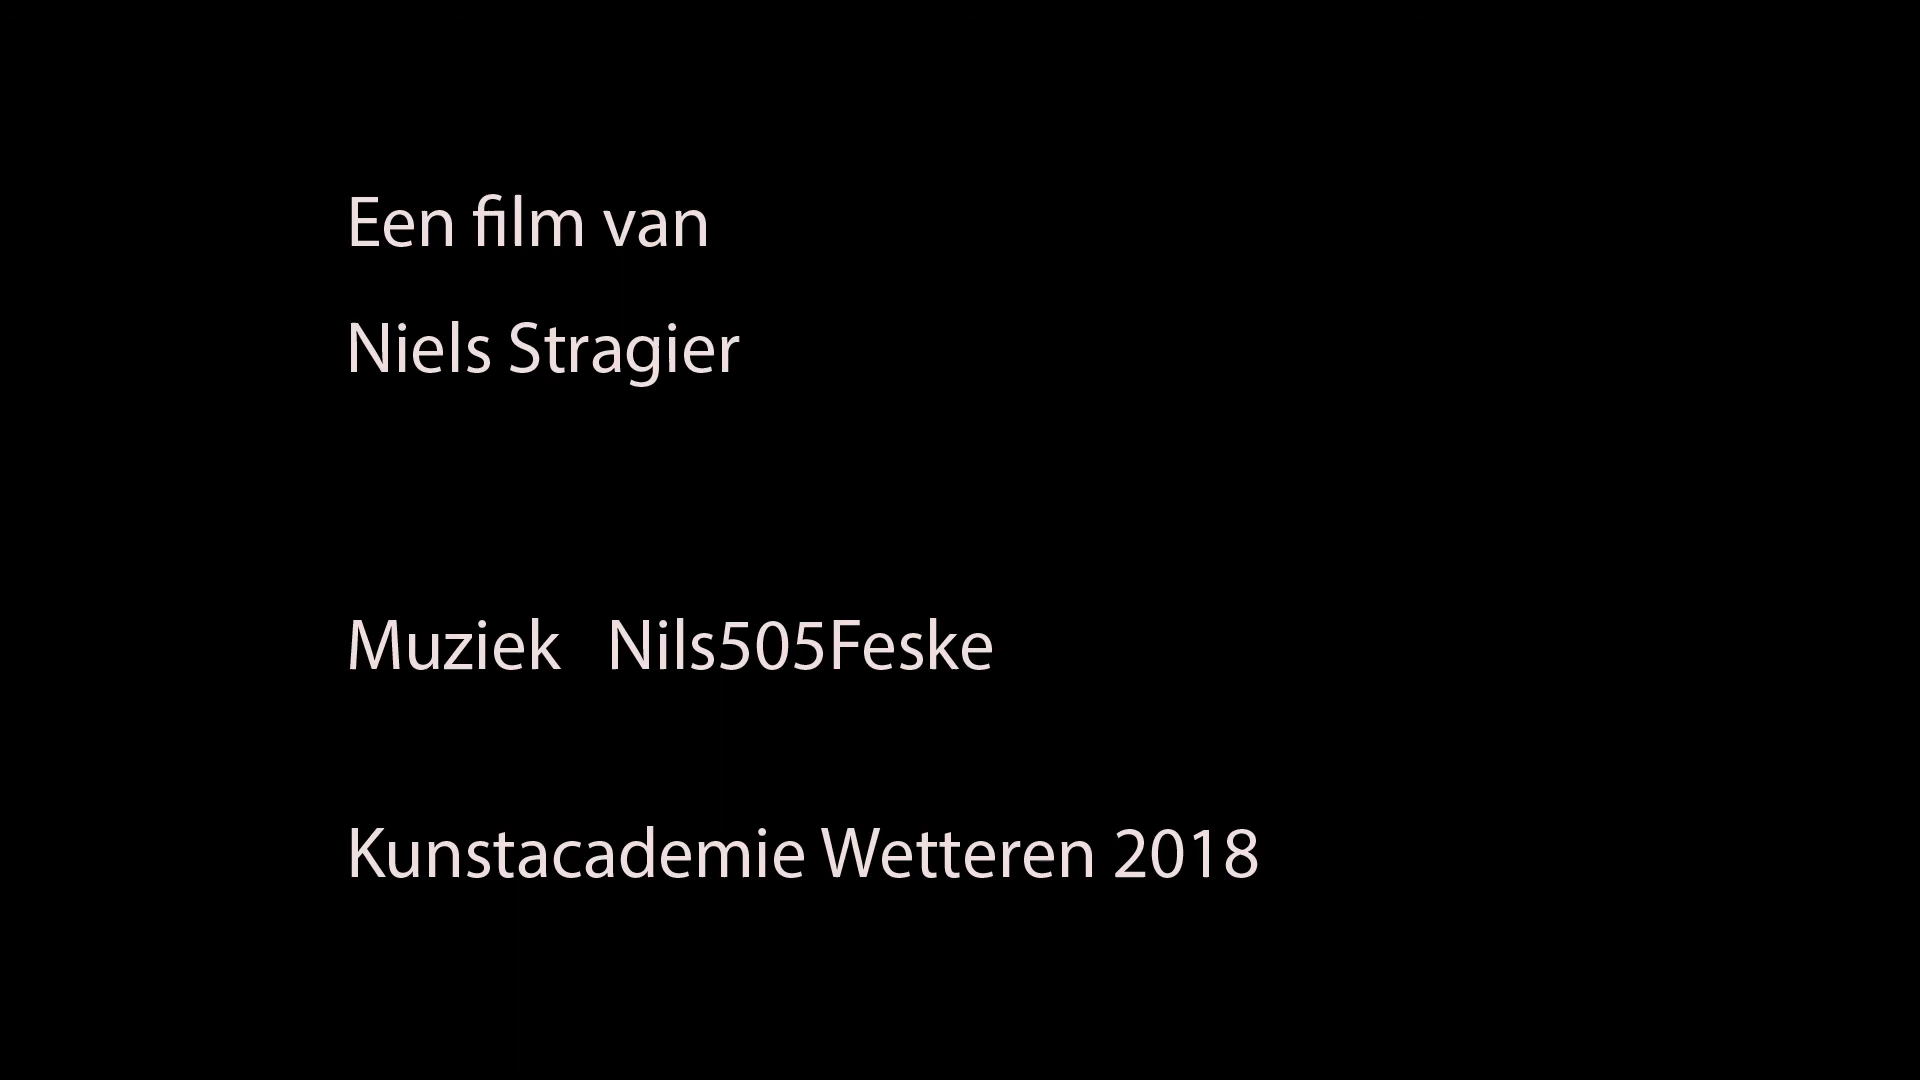 Een film van
Niels Stragier
Muziek   Nils505Feske
Kunstacademie Wetteren 2018